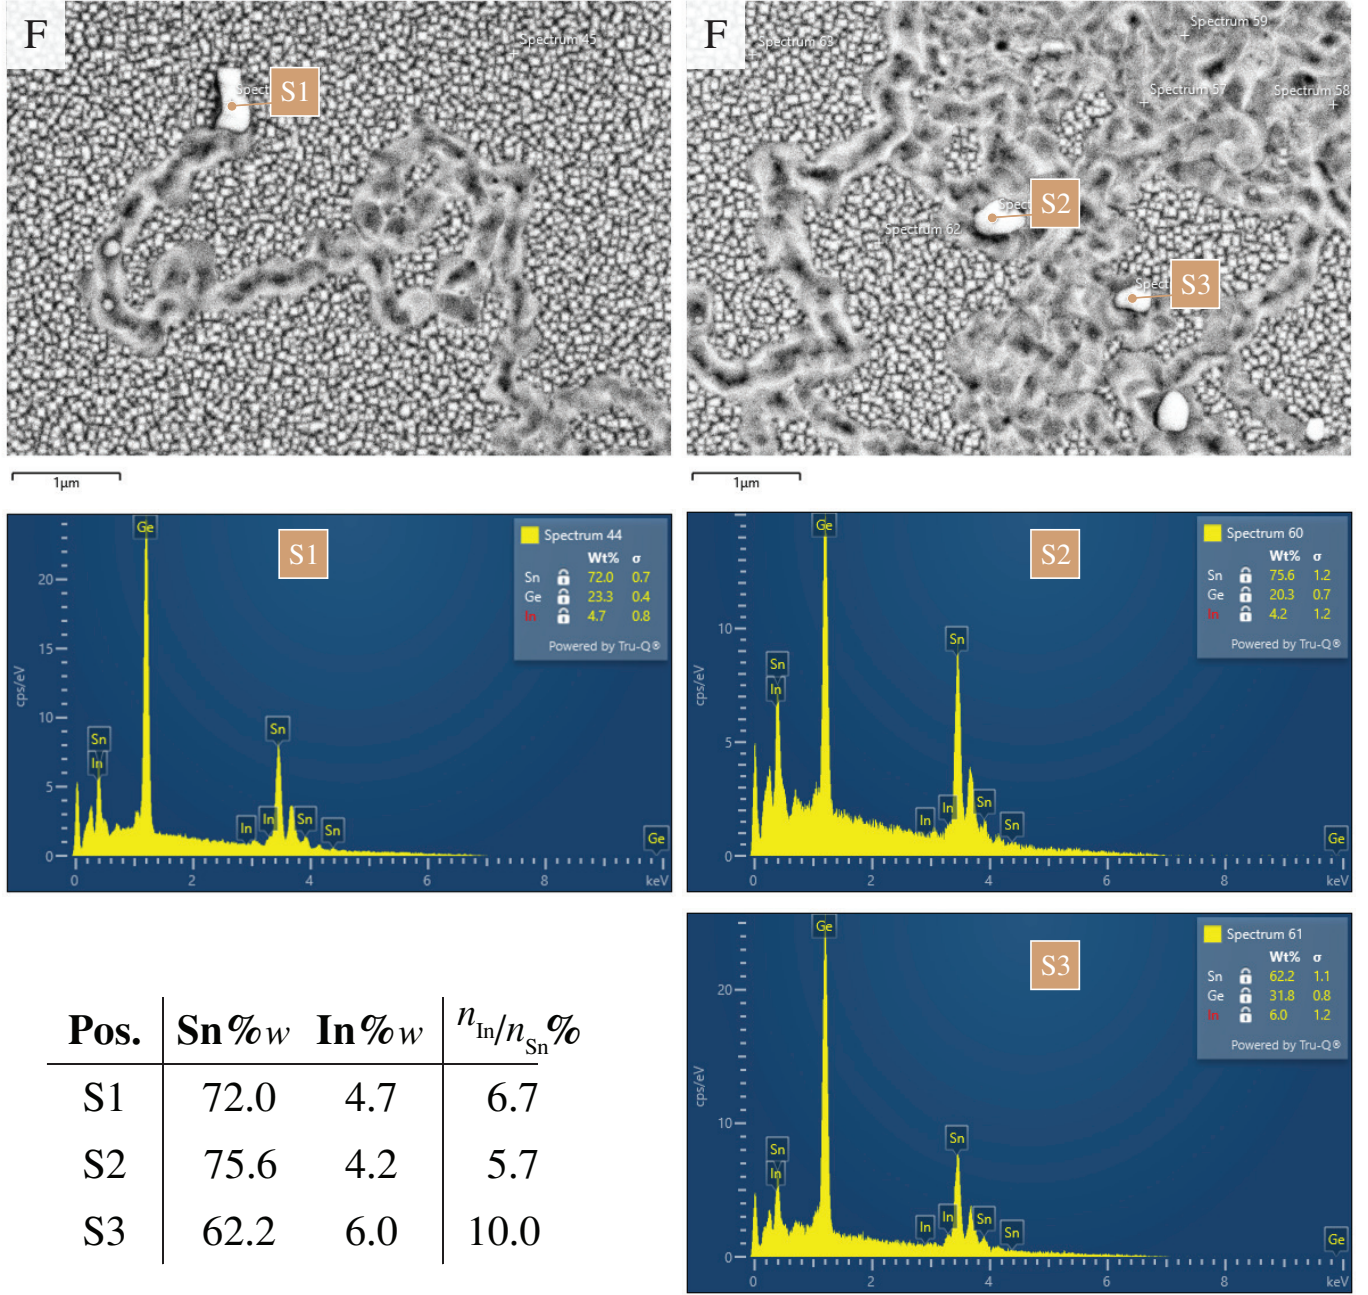 F
Spectrum 45
Spect
S1
1μm
F
Spectrum 63
Spectrum 59
Spectrum 57
Spectrum 58
Spec
S2
Spectrum 62
Spect
S3
1μm
S1
Spectrum 44
Wt% σ
Sn 72.0 0.7
Ge 23.3 0.4
In 4.7 0.8
Powered by Tru-Q®
Ge
Sn
In
In
In
Sn
Sn
Sn
Ge
cps/eV
20
15
10
5
0
0 2 4 6 8 keV
S2
Spectrum 60
Wt% σ
Sn 75.6 1.2
Ge 20.3 0.7
In 4.2 1.2
Powered by Tru-Q®
Ge
Sn
In
In
In
Sn
Sn
Sn
Ge
cps/eV
10
5
0
0 2 4 6 8 keV
Pos. Sn%w In%w nIn/nSn%
S1 72.0 4.7 6.7
S2 75.6 4.2 5.7
S3 62.2 6.0 10.0
S3
Spectrum 61
Wt% σ
Sn 62.2 1.1
Ge 31.8 0.8
In 6.0 1.2
Powered by Tru-Q®
Ge
Sn
In
In
In
Sn
Sn
Sn
Ge
cps/eV
20
10
0
0 2 4 6 8 keV